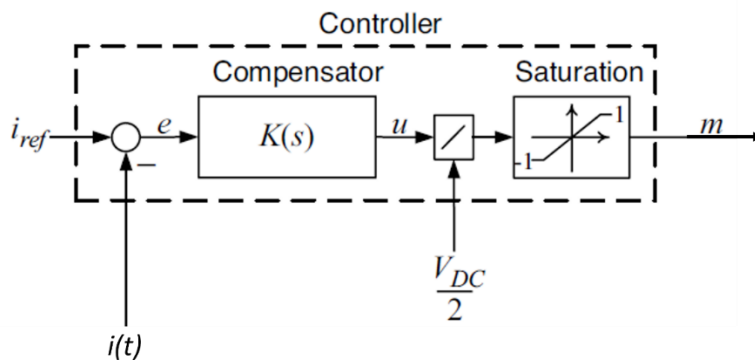 Controller
Compensator
Saturation
i_ref
e
K(s)
u
1
-1
m
−
V_DC
2
i(t)